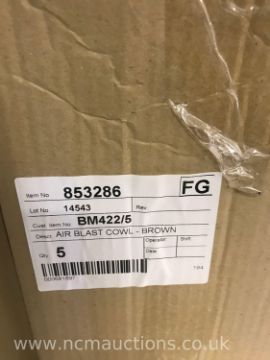 Item No 853286 FG
Lot No 14543 Rev
Cust. Item No BM422/5
Descr. AIR BLAST COWL - BROWN
Qty 5 Operator Shift
Date
www.ncmauctions.co.uk